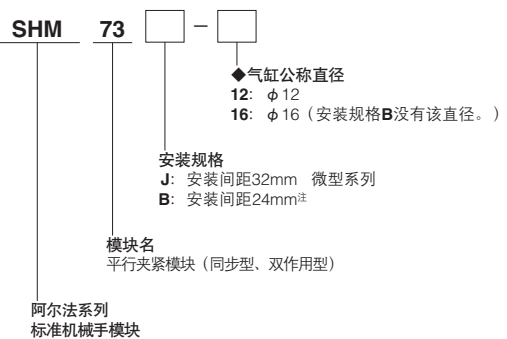 SHM 73 −
◆气缸公称直径
12: φ12
16: φ16（安装规格B没有该直径。）
安装规格
J: 安装间距32mm 微型系列
B: 安装间距24mm注
模块名
平行夹紧模块（同步型、双作用型）
阿尔法系列
标准机械手模块